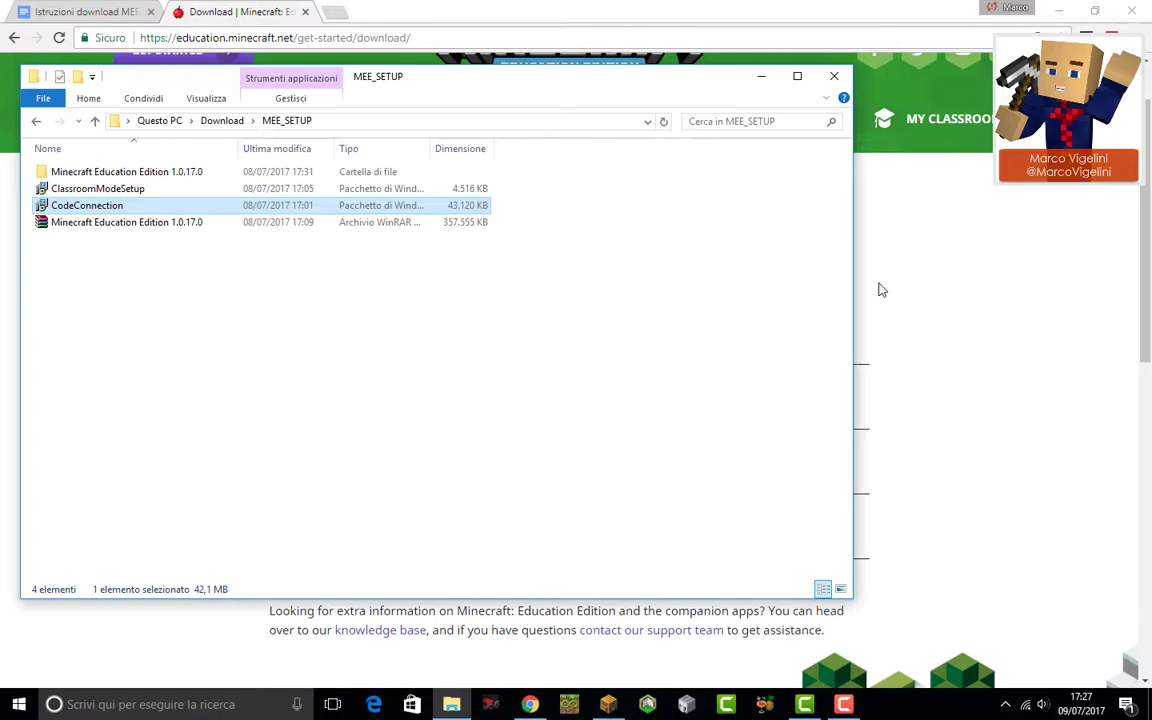 Istruzioni download MEE
Download | Minecraft: Ed
Marco
Sicuro
https://education.minecraft.net/get-started/download/
EDUCATION EDITION
MY CLASSROO
Marco Vigelini
@MarcoVigelini
Strumenti applicazioni
MEE_SETUP
File
Home
Condividi
Visualizza
Gestisci
Questo PC
Download
MEE_SETUP
Cerca in MEE_SETUP
Nome
Ultima modifica
Tipo
Dimensione
Minecraft Education Edition 1.0.17.0
08/07/2017 17:31
Cartella di file
ClassroomModeSetup
08/07/2017 17:05
Pacchetto di Wind...
4.516 KB
CodeConnection
08/07/2017 17:01
Pacchetto di Wind...
43.120 KB
Minecraft Education Edition 1.0.17.0
08/07/2017 17:09
Archivio WinRAR ...
357.555 KB
4 elementi
1 elemento selezionato 42,1 MB
Looking for extra information on Minecraft: Education Edition and the companion apps? You can head
over to our knowledge base, and if you have questions contact our support team to get assistance.
Scrivi qui per eseguire la ricerca
17:27
09/07/2017
1